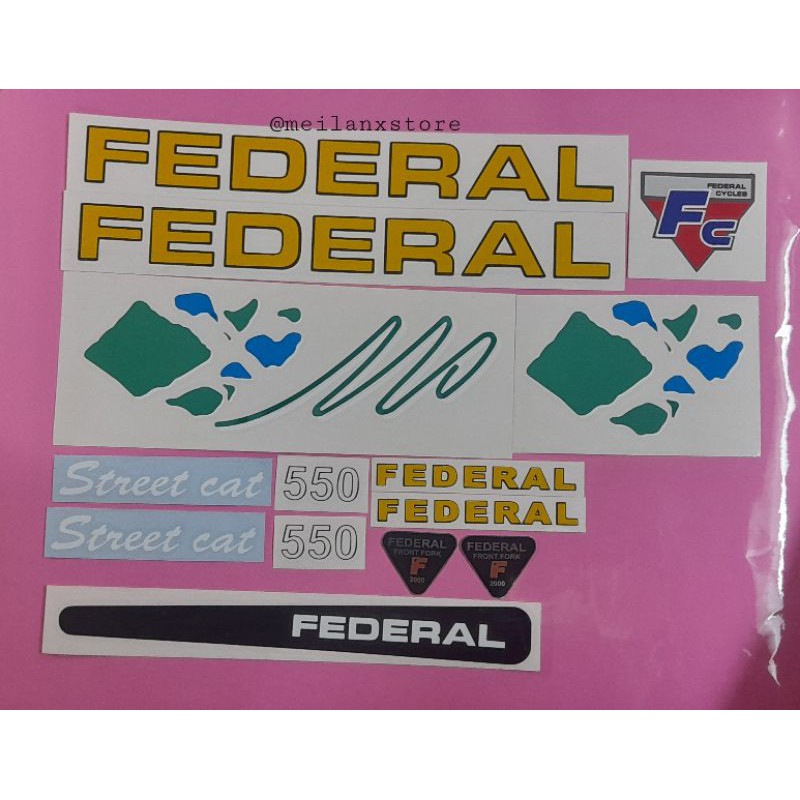 @meilanxstore
FEDERAL
FEDERAL
FEDERAL
CYCLES
FC
Street cat
550
FEDERAL
FEDERAL
Street cat
550
FEDERAL
FRONT FORK
F
2000
FEDERAL
FRONT FORK
F
2000
FEDERAL